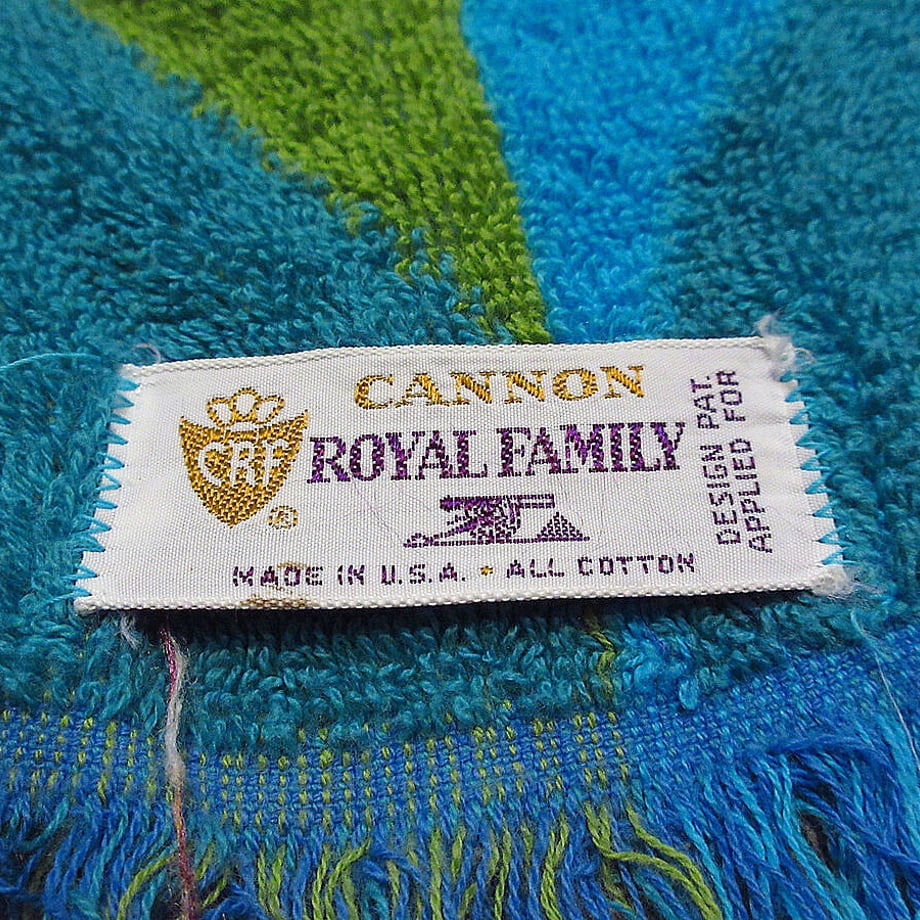 CANNON
CRF
ROYAL FAMILY
®
MADE IN U.S.A. • ALL COTTON
DESIGN PAT.
APPLIED FOR